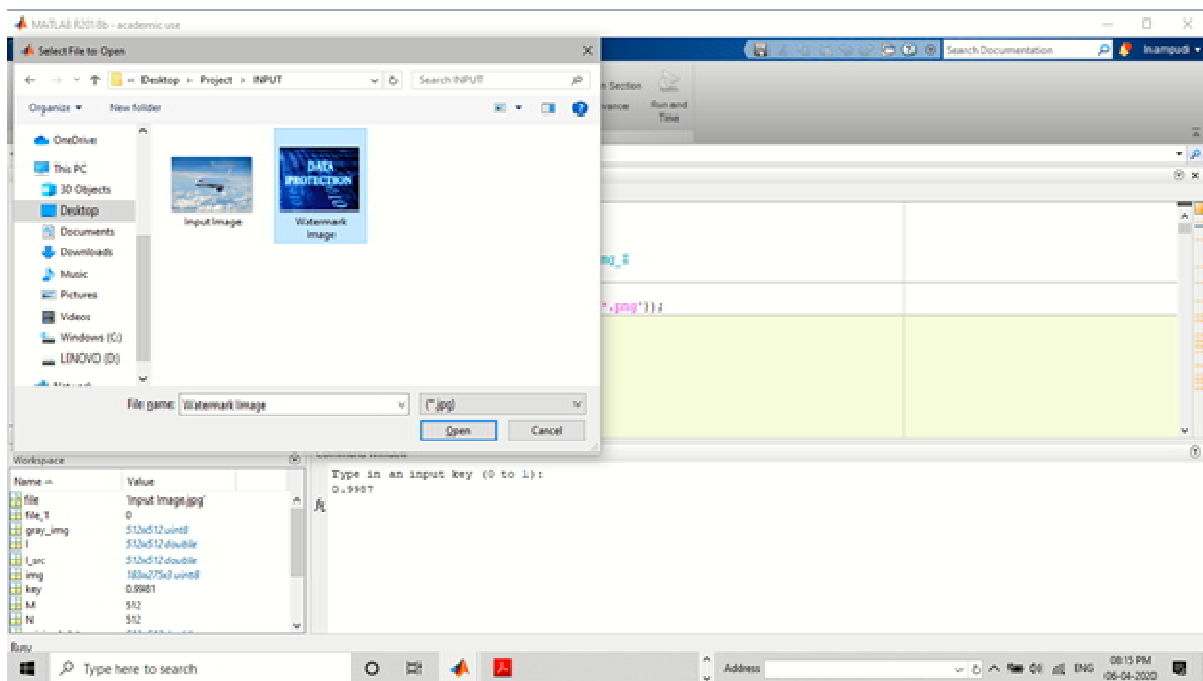 MATLAB R2018b - academic use
Select File to Open
Desktop › Project › INPUT
Search INPUT
Search Documentation
Inampudi
Organize
New folder
Section
Run and
Time
OneDrive
This PC
3D Objects
Desktop
Documents
Downloads
Music
Pictures
Videos
Windows (C:)
LENOVO (D:)
DATA
PROTECTION
Input Image
Watermark
Image
*.png'));
File name: Watermark Image
(*.jpg)
Open
Cancel
Workspace
Name
Value
file
'Input Image.jpg'
file_1
0
gray_img
512x512 uint8
I
512x512 double
I_src
512x512 double
img
183x275x3 uint8
key
0.9987
M
512
N
512
Command Window
Type in an input key (0 to 1):
0.9987
fx
Busy
Type here to search
Address
ENG
08:15 PM
06-04-2020